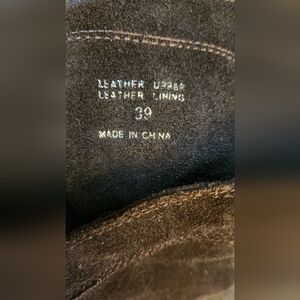 LEATHER UPPER
LEATHER LINING
39
MADE IN CHINA